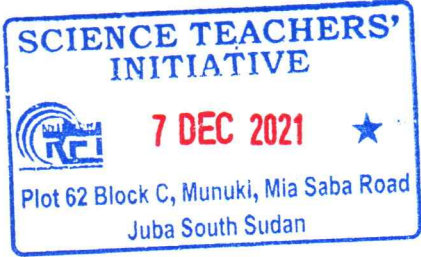 SCIENCE TEACHERS'
INITIATIVE
7 DEC 2021
Plot 62 Block C, Munuki, Mia Saba Road
Juba South Sudan